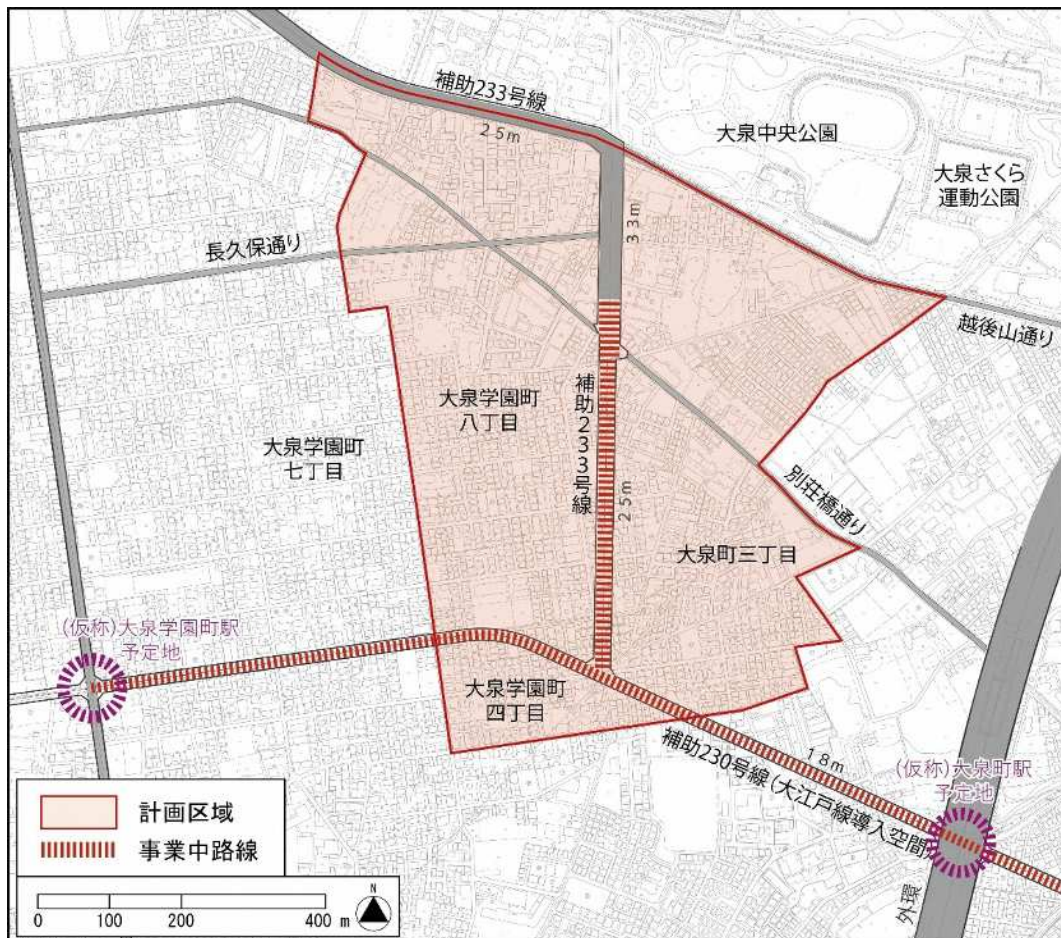 補助233号線
25m
大泉中央公園
大泉さくら
運動公園
33m
長久保通り
越後山通り
大泉学園町
八丁目
補助233号線
大泉学園町
七丁目
別荘橋通り
25m
大泉町三丁目
(仮称)大泉学園町駅
予定地
大泉学園町
四丁目
補助230号線(大江戸線導入空間)
18m
(仮称)大泉町駅
予定地
外環
計画区域
事業中路線
0 100 200 400 m
N